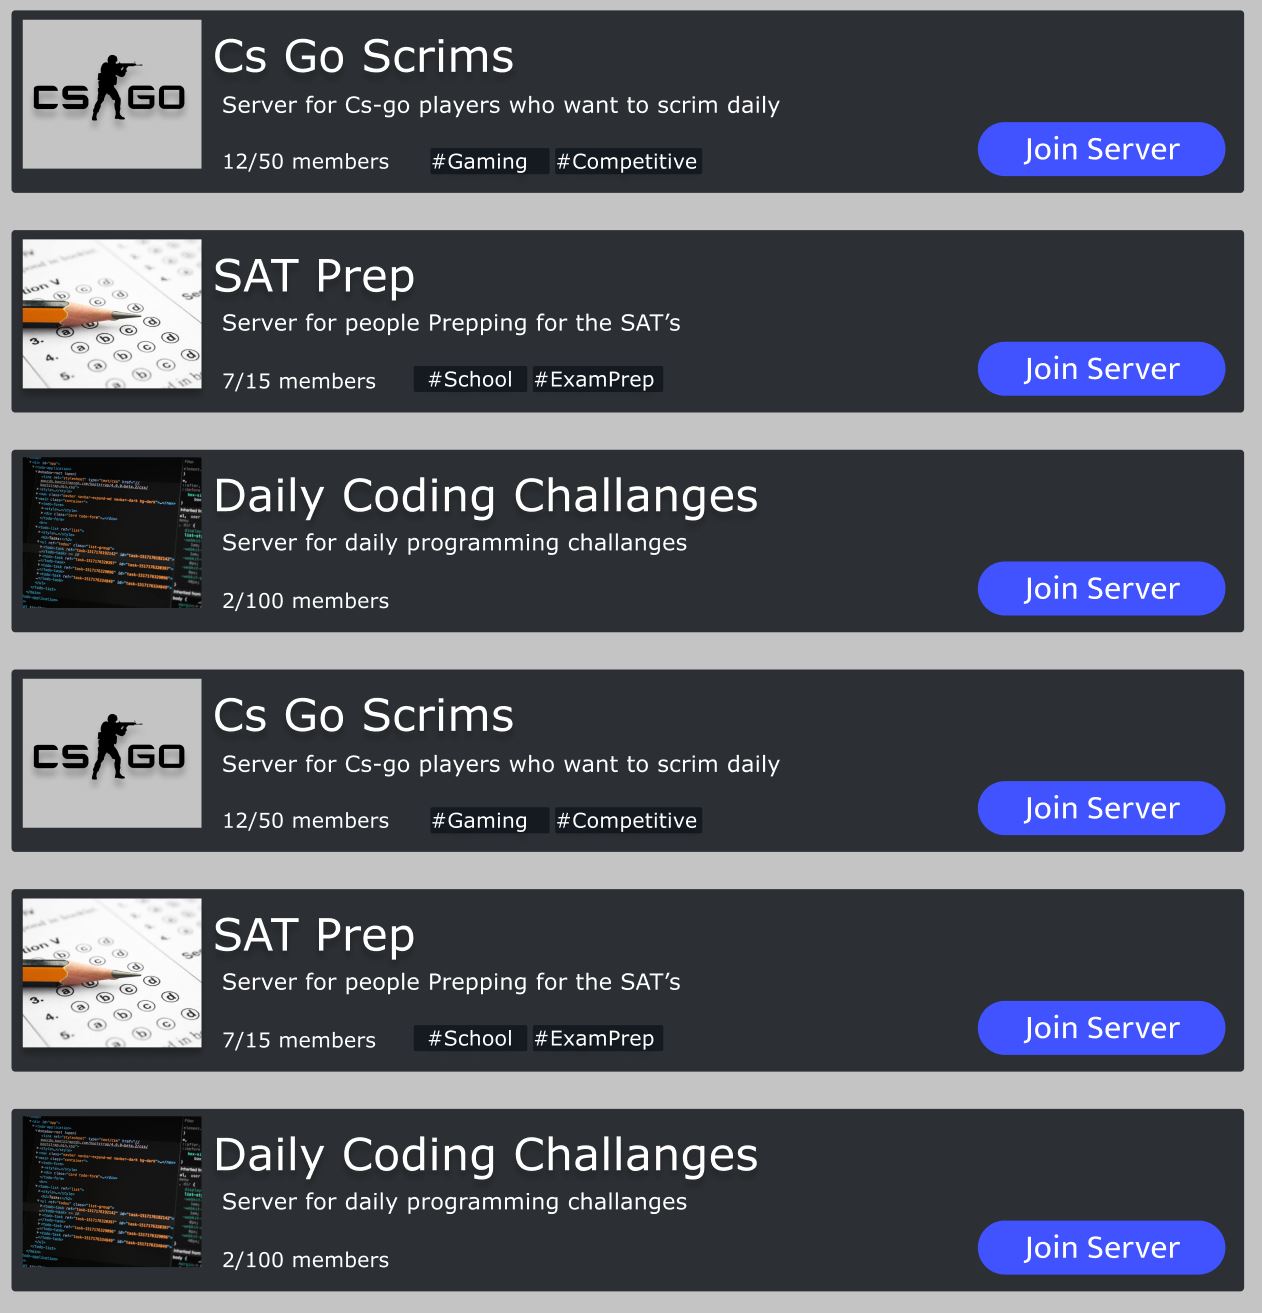 CS GO
Cs Go Scrims
Server for Cs-go players who want to scrim daily
12/50 members #Gaming #Competitive
Join Server
SAT Prep
Server for people Prepping for the SAT’s
7/15 members #School #ExamPrep
Join Server
Daily Coding Challanges
Server for daily programming challanges
2/100 members
Join Server
CS GO
Cs Go Scrims
Server for Cs-go players who want to scrim daily
12/50 members #Gaming #Competitive
Join Server
SAT Prep
Server for people Prepping for the SAT’s
7/15 members #School #ExamPrep
Join Server
Daily Coding Challanges
Server for daily programming challanges
2/100 members
Join Server